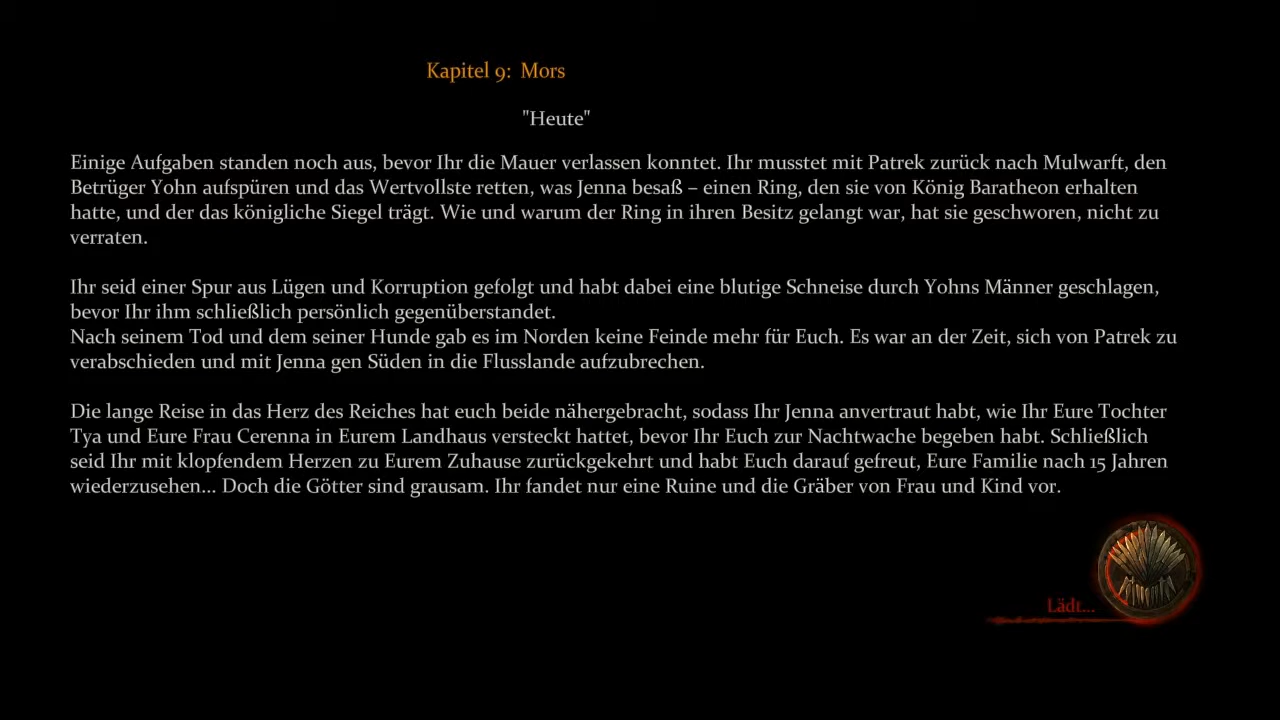 Kapitel 9: Mors
"Heute"
Einige Aufgaben standen noch aus, bevor Ihr die Mauer verlassen konntet. Ihr musstet mit Patrek zurück nach Mulwarft, den
Betrüger Yohn aufspüren und das Wertvollste retten, was Jenna besaß – einen Ring, den sie von König Baratheon erhalten
hatte, und der das königliche Siegel trägt. Wie und warum der Ring in ihren Besitz gelangt war, hat sie geschworen, nicht zu
verraten.
Ihr seid einer Spur aus Lügen und Korruption gefolgt und habt dabei eine blutige Schneise durch Yohns Männer geschlagen,
bevor Ihr ihm schließlich persönlich gegenüberstandet.
Nach seinem Tod und dem seiner Hunde gab es im Norden keine Feinde mehr für Euch. Es war an der Zeit, sich von Patrek zu
verabschieden und mit Jenna gen Süden in die Flusslande aufzubrechen.
Die lange Reise in das Herz des Reiches hat euch beide nähergebracht, sodass Ihr Jenna anvertraut habt, wie Ihr Eure Tochter
Tya und Eure Frau Cerenna in Eurem Landhaus versteckt hattet, bevor Ihr Euch zur Nachtwache begeben habt. Schließlich
seid Ihr mit klopfendem Herzen zu Eurem Zuhause zurückgekehrt und habt Euch darauf gefreut, Eure Familie nach 15 Jahren
wiederzusehen... Doch die Götter sind grausam. Ihr fandet nur eine Ruine und die Gräber von Frau und Kind vor.
Lädt...